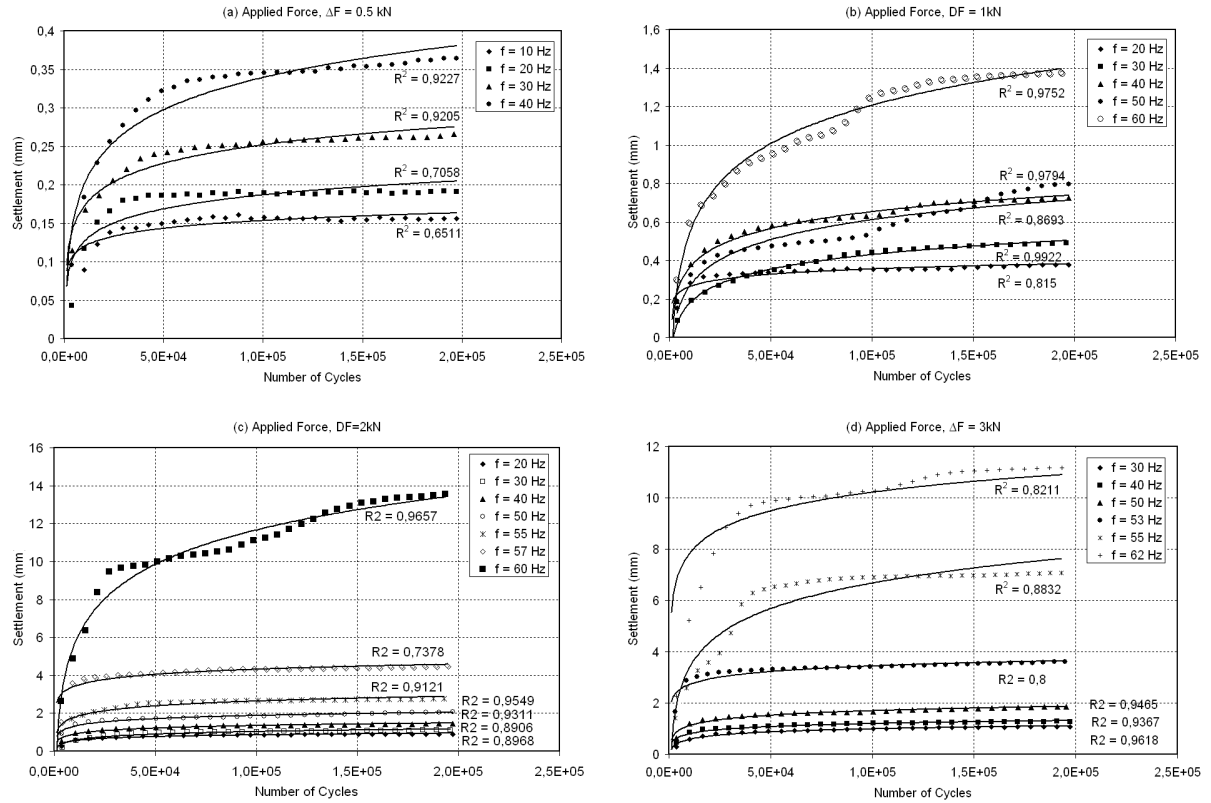 (a) Applied Force, ΔF = 0.5 kN
0,4
0,35
0,3
0,25
0,2
0,15
0,1
0,05
0
Settlement (mm)
f = 10 Hz
f = 20 Hz
f = 30 Hz
f = 40 Hz
R² = 0,9227
R² = 0,9205
R² = 0,7058
R² = 0,6511
0,0E+00 5,0E+04 1,0E+05 1,5E+05 2,0E+05 2,5E+05
Number of Cycles
(b) Applied Force, DF = 1kN
1,6
1,4
1,2
1
0,8
0,6
0,4
0,2
0
Settlement (mm)
f = 20 Hz
f = 30 Hz
f = 40 Hz
f = 50 Hz
f = 60 Hz
R² = 0,9752
R² = 0,9794
R² = 0,8693
R² = 0,9922
R² = 0,815
0,0E+00 5,0E+04 1,0E+05 1,5E+05 2,0E+05 2,5E+05
Number of Cycles
(c) Applied Force, DF=2kN
16
14
12
10
8
6
4
2
0
Settlement (mm)
f = 20 Hz
f = 30 Hz
f = 40 Hz
f = 50 Hz
f = 55 Hz
f = 57 Hz
f = 60 Hz
R2 = 0,9657
R2 = 0,7378
R2 = 0,9121
R2 = 0,9549
R2 = 0,9311
R2 = 0,8906
R2 = 0,8968
0,0E+00 5,0E+04 1,0E+05 1,5E+05 2,0E+05 2,5E+05
Number of Cycles
(d) Applied Force, ΔF = 3kN
12
10
8
6
4
2
0
Settlement (mm)
f = 30 Hz
f = 40 Hz
f = 50 Hz
f = 53 Hz
f = 55 Hz
f = 62 Hz
R² = 0,8211
R² = 0,8832
R2 = 0,8
R2 = 0,9465
R2 = 0,9367
R2 = 0,9618
0,0E+00 5,0E+04 1,0E+05 1,5E+05 2,0E+05 2,5E+05
Number of Cycles